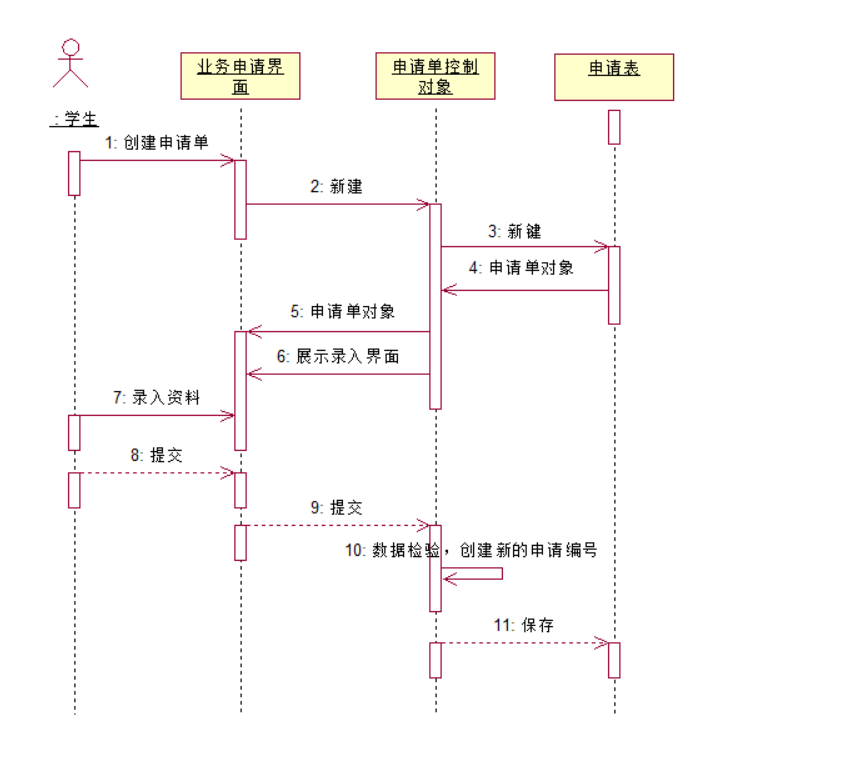 业务申请界
面
申请单控制
对象
申请表
: 学生
1: 创建申请单
2: 新建
3: 新键
4: 申请单对象
5: 申请单对象
6: 展示录入界面
7: 录入资料
8: 提交
9: 提交
10: 数据检验，创建新的申请编号
11: 保存